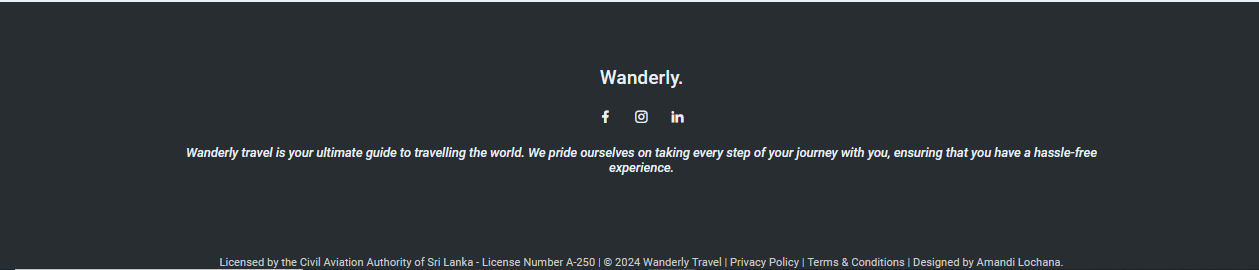 Wanderly.
Wanderly travel is your ultimate guide to travelling the world. We pride ourselves on taking every step of your journey with you, ensuring that you have a hassle-free
experience.
Licensed by the Civil Aviation Authority of Sri Lanka - License Number A-250 | © 2024 Wanderly Travel | Privacy Policy | Terms & Conditions | Designed by Amandi Lochana.